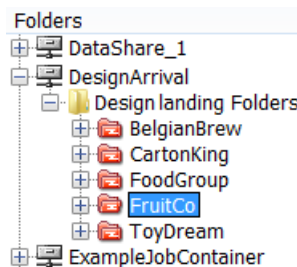 Folders
DataShare_1
DesignArrival
Design landing Folders
BelgianBrew
CartonKing
FoodGroup
FruitCo
ToyDream
ExampleJobContainer